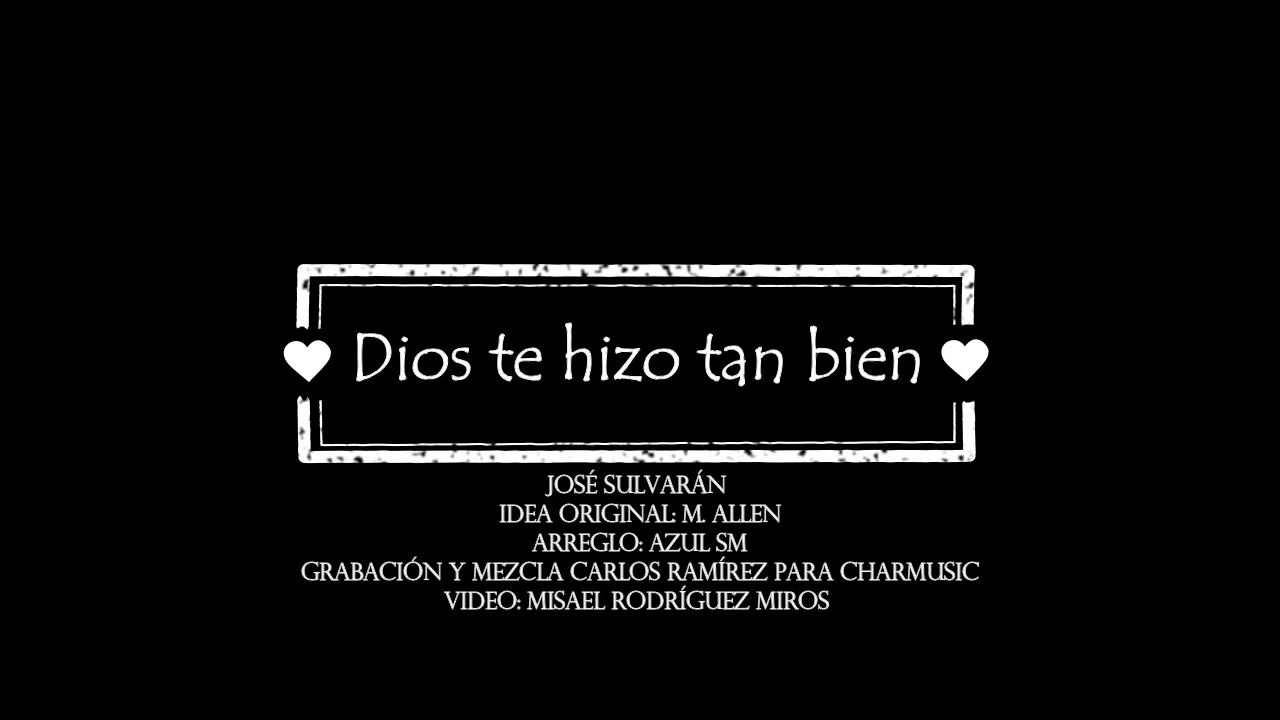 Dios te hizo tan bien
JOSÉ SULVARÁN
IDEA ORIGINAL: M. ALLEN
ARREGLO: AZUL SM
GRABACIÓN Y MEZCLA CARLOS RAMÍREZ PARA CHARMUSIC
VIDEO: MISAEL RODRÍGUEZ MIROS